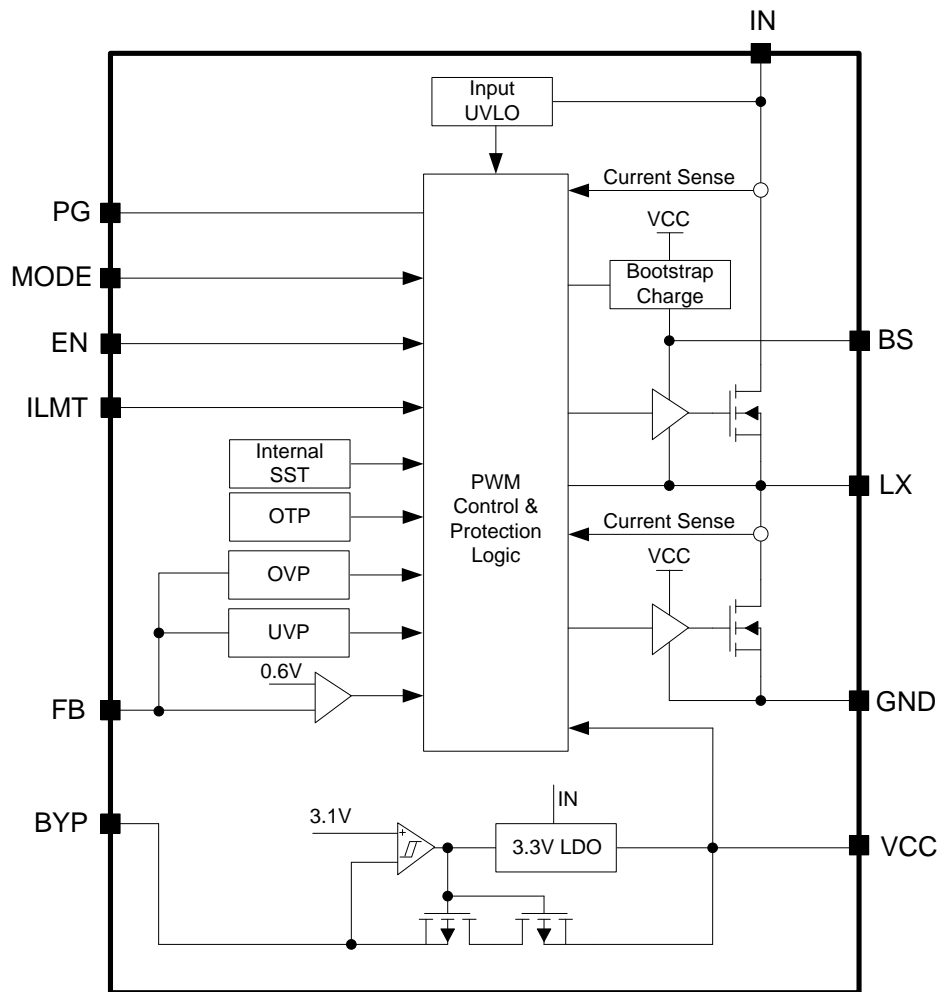 IN
Input
UVLO
Current Sense
PG
VCC
MODE
Bootstrap
Charge
EN
BS
ILMT
Internal
SST
PWM
Control &
Protection
Logic
LX
OTP
Current Sense
OVP
VCC
UVP
0.6V
FB
GND
BYP
3.1V
+
IN
3.3V LDO
VCC